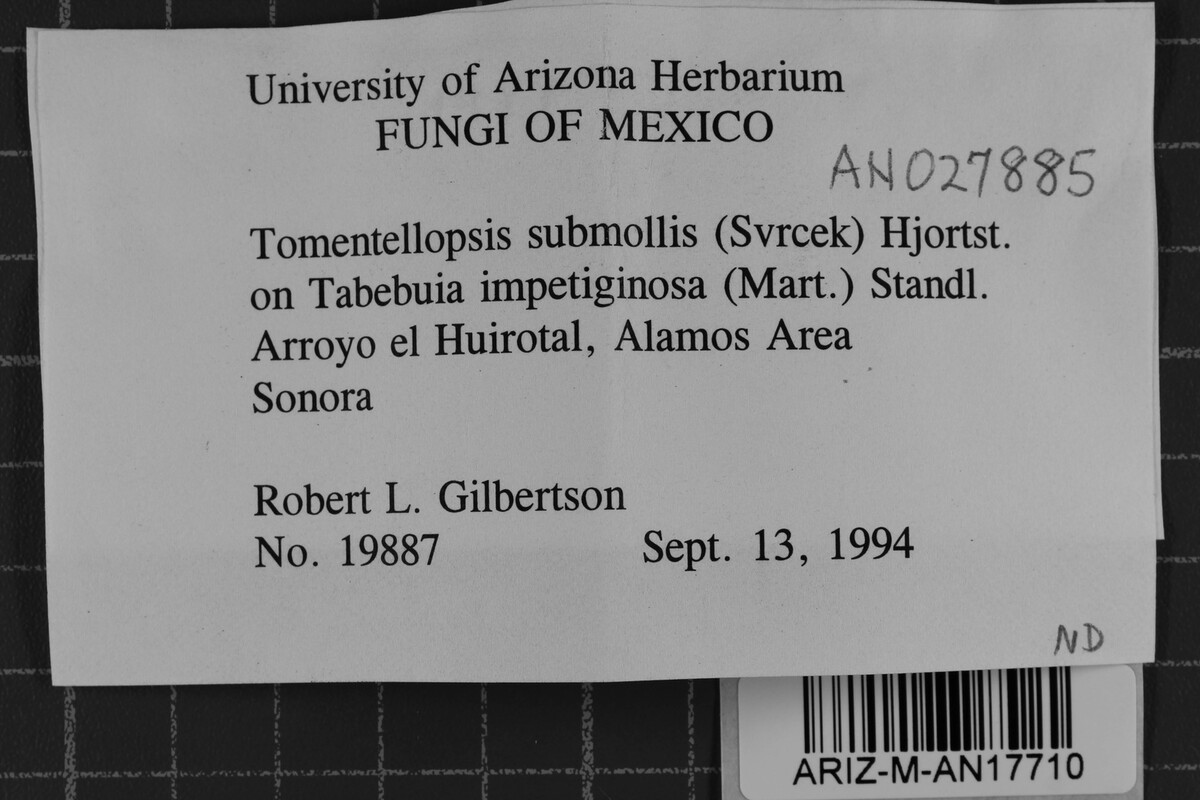 University of Arizona Herbarium
FUNGI OF MEXICO
AN027885
Tomentellopsis submollis (Svrcek) Hjortst.
on Tabebuia impetiginosa (Mart.) Standl.
Arroyo el Huirotal, Alamos Area
Sonora
Robert L. Gilbertson
No. 19887 Sept. 13, 1994
ND
ARIZ-M-AN17710